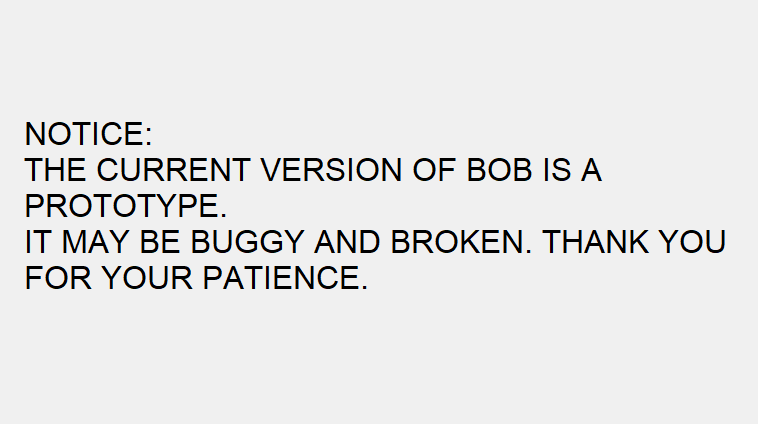 NOTICE:
THE CURRENT VERSION OF BOB IS A
PROTOTYPE.
IT MAY BE BUGGY AND BROKEN. THANK YOU
FOR YOUR PATIENCE.